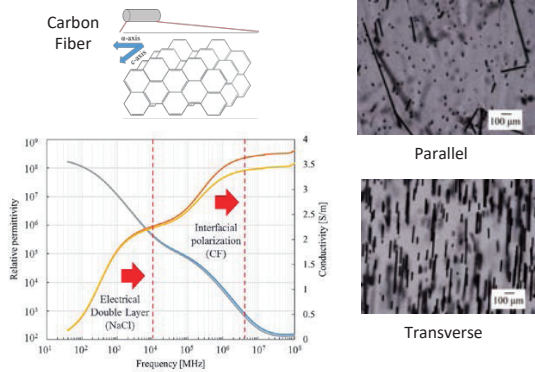 Carbon
Fiber
α-axis
c-axis
10⁹
10⁸
10⁷
10⁶
10⁵
10⁴
10³
10²
Relative permittivity
4
3.5
3
2.5
2
1.5
1
0.5
0
Conductivity [S/m]
Interfacial
polarization
(CF)
Electrical
Double Layer
(NaCl)
10¹ 10² 10³ 10⁴ 10⁵ 10⁶ 10⁷ 10⁸
Frequency [MHz]
100 μm
Parallel
100 μm
Transverse